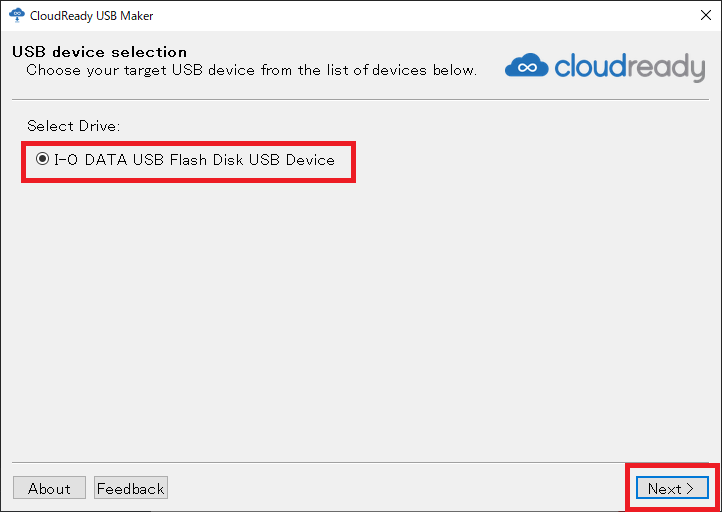 CloudReady USB Maker
USB device selection
Choose your target USB device from the list of devices below.
cloudready
Select Drive:
I-O DATA USB Flash Disk USB Device
About
Feedback
Next >